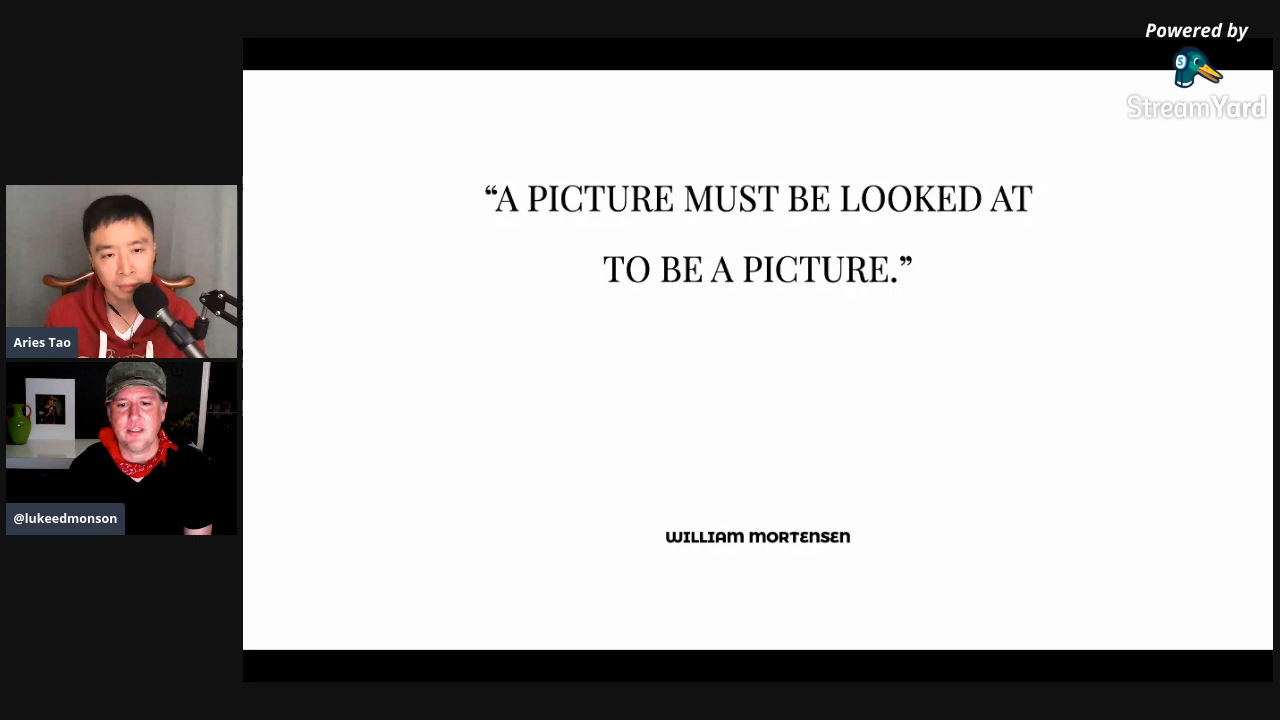 Powered by
StreamYard
“A PICTURE MUST BE LOOKED AT
TO BE A PICTURE.”
WILLIAM MORTENSEN
Aries Tao
@lukeedmonson